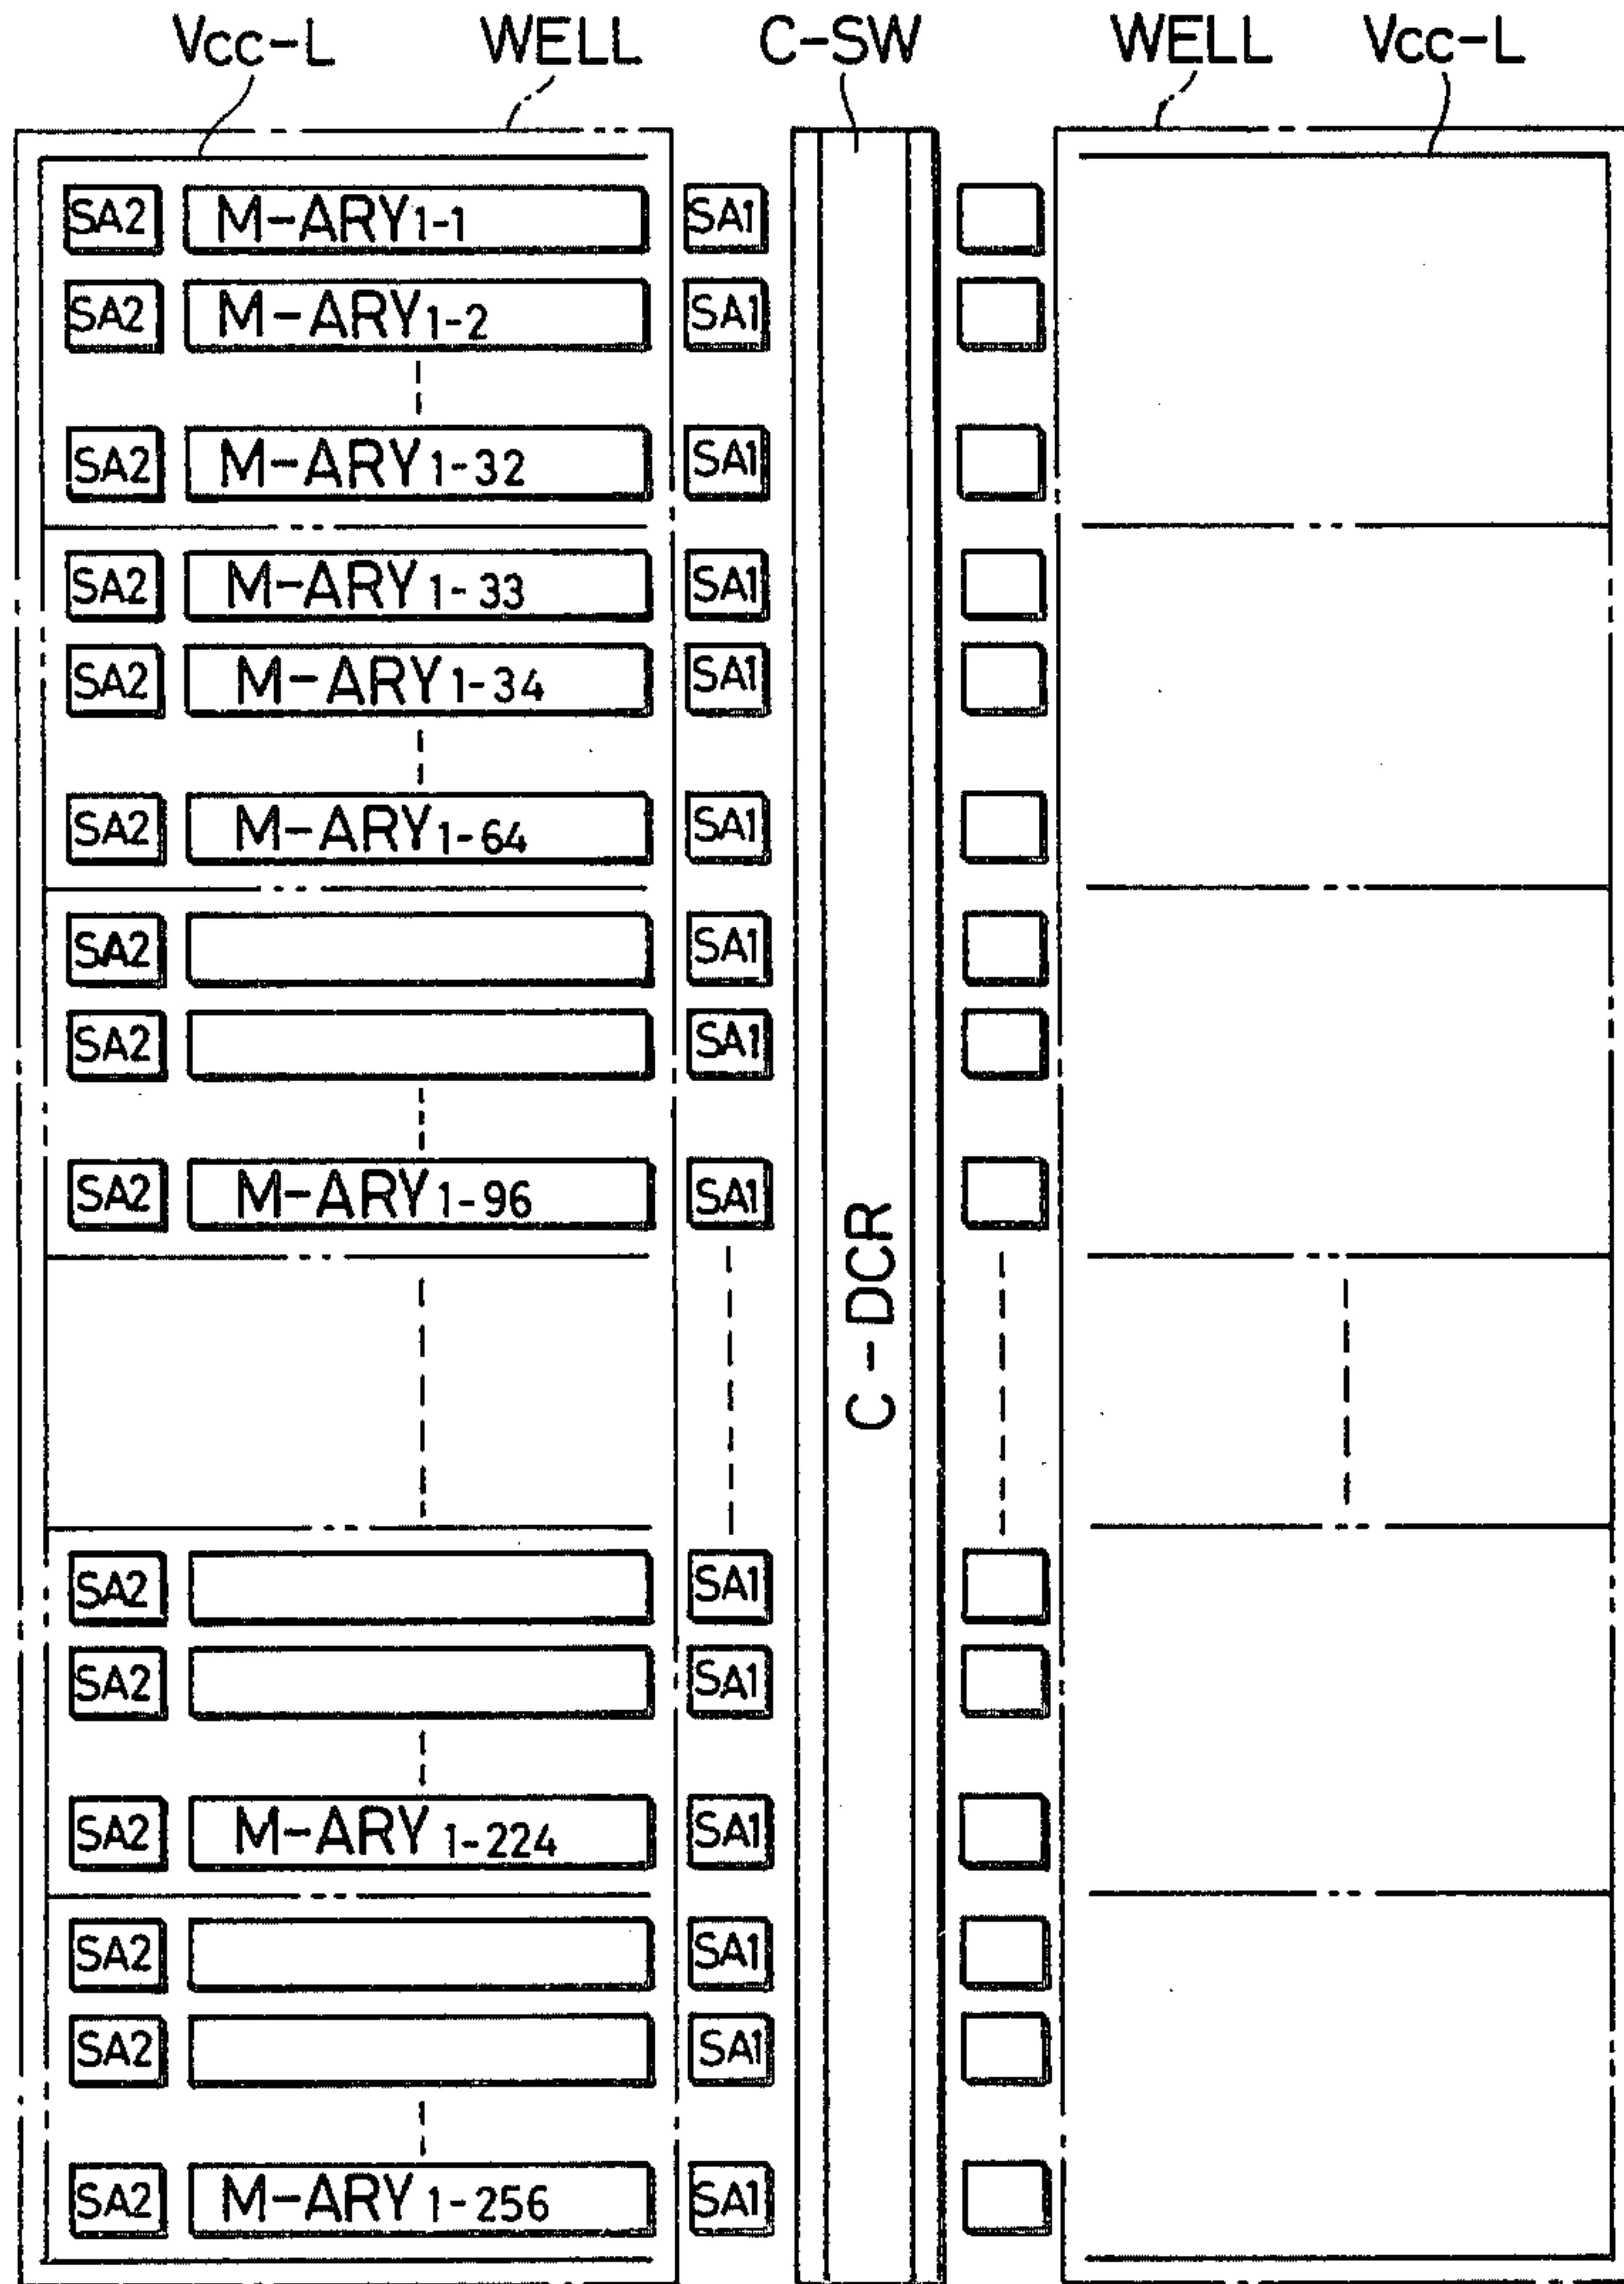 Vcc-L WELL C-SW WELL Vcc-L
SA2 M-ARY1-1 SA1
SA2 M-ARY1-2 SA1
SA2 M-ARY1-32 SA1
SA2 M-ARY1-33 SA1
SA2 M-ARY1-34 SA1
SA2 M-ARY1-64 SA1
SA2 SA1
SA2 SA1
SA2 M-ARY1-96 SA1
C-DCR
SA2 SA1
SA2 SA1
SA2 M-ARY1-224 SA1
SA2 SA1
SA2 SA1
SA2 M-ARY1-256 SA1